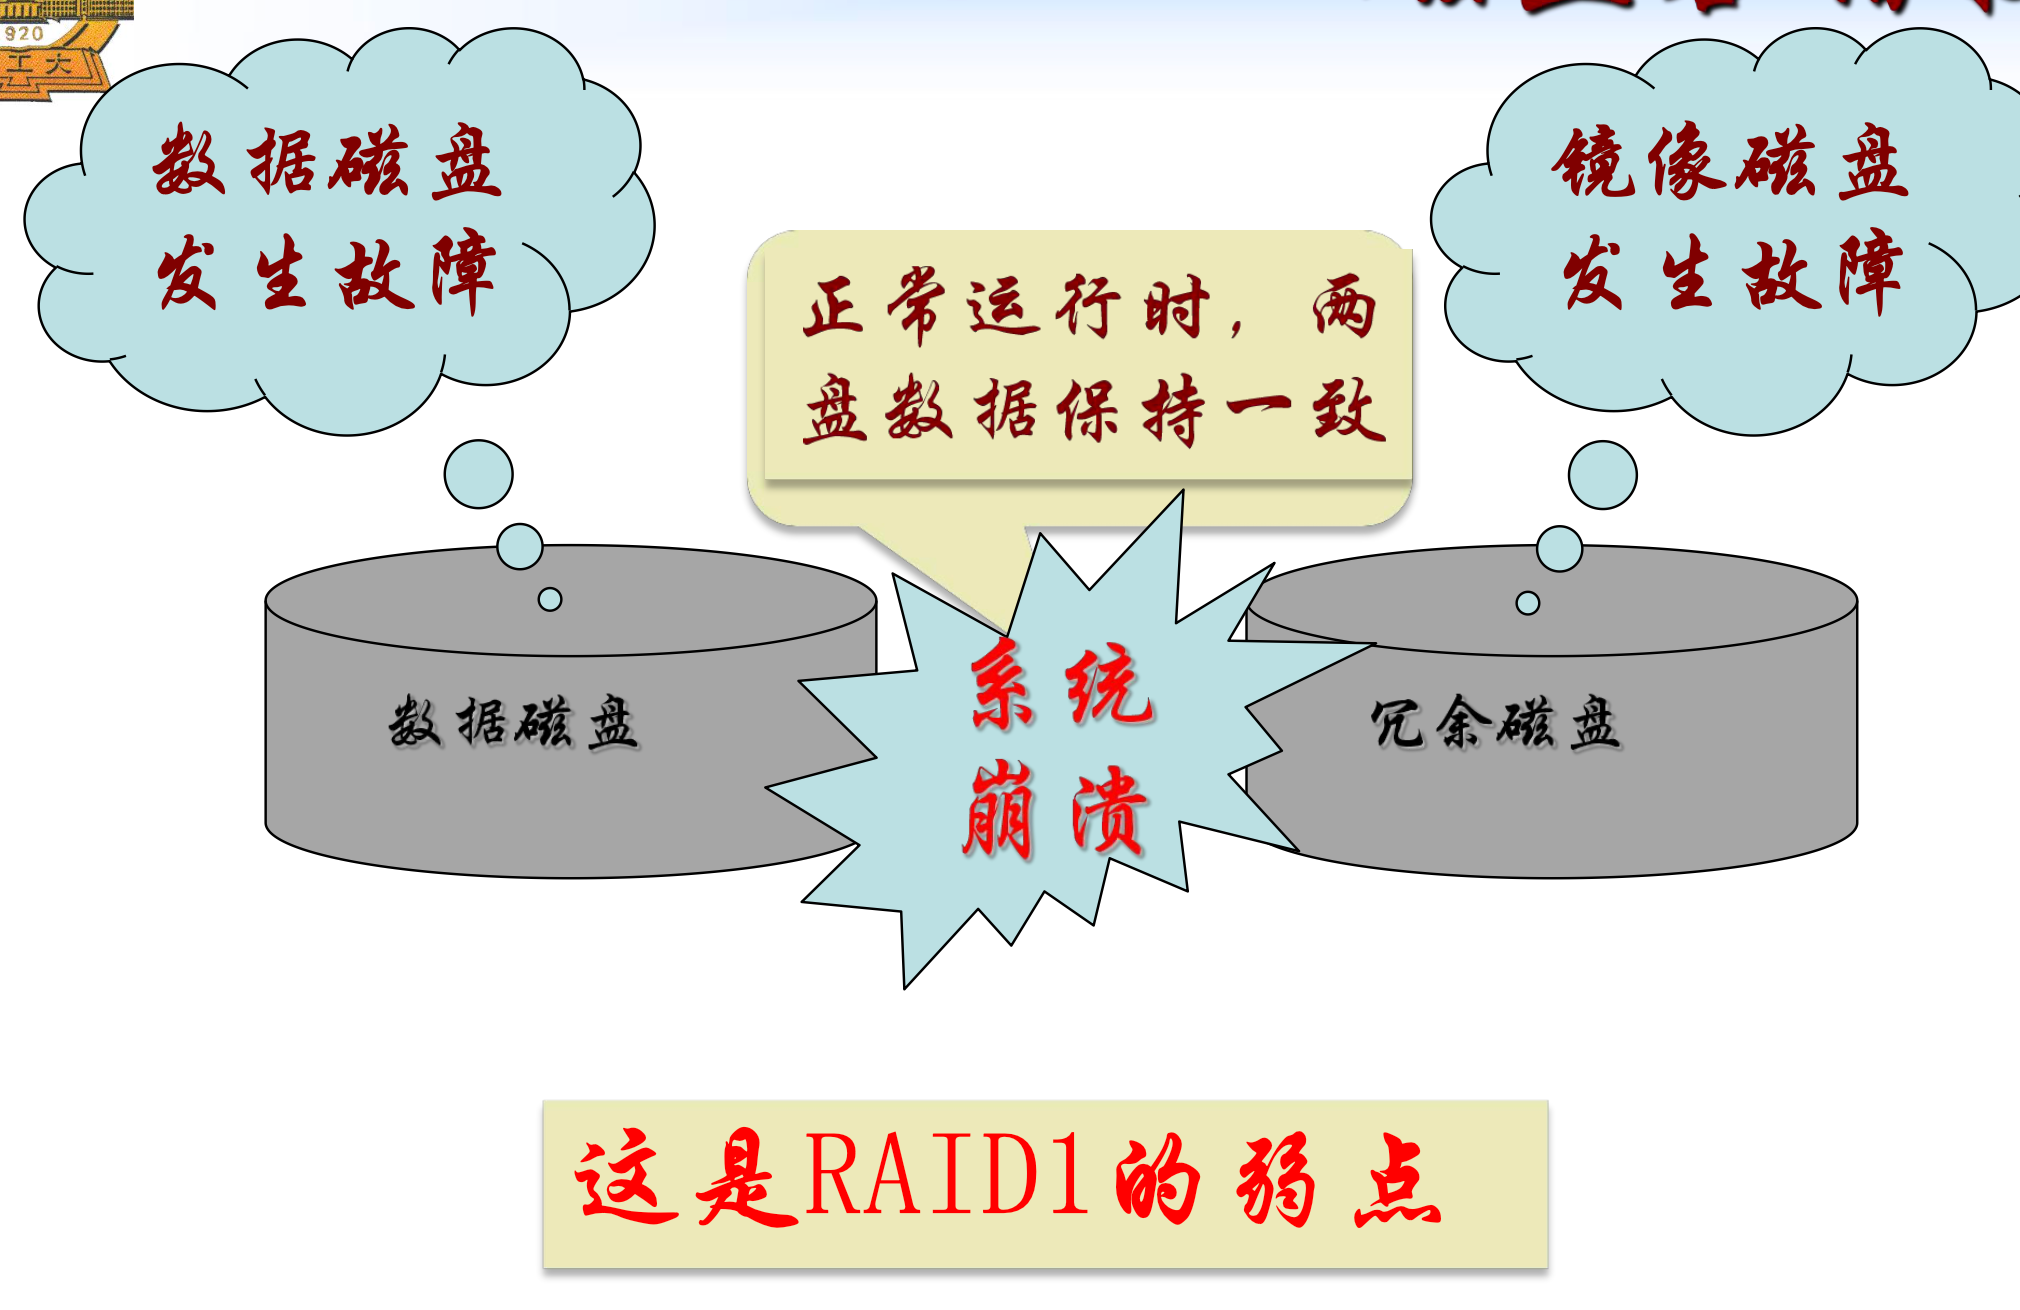 920
工大
数据磁盘
发生故障
镜像磁盘
发生故障
正常运行时，两
盘数据保持一致
数据磁盘
系统
崩溃
冗余磁盘
这是RAID1的弱点